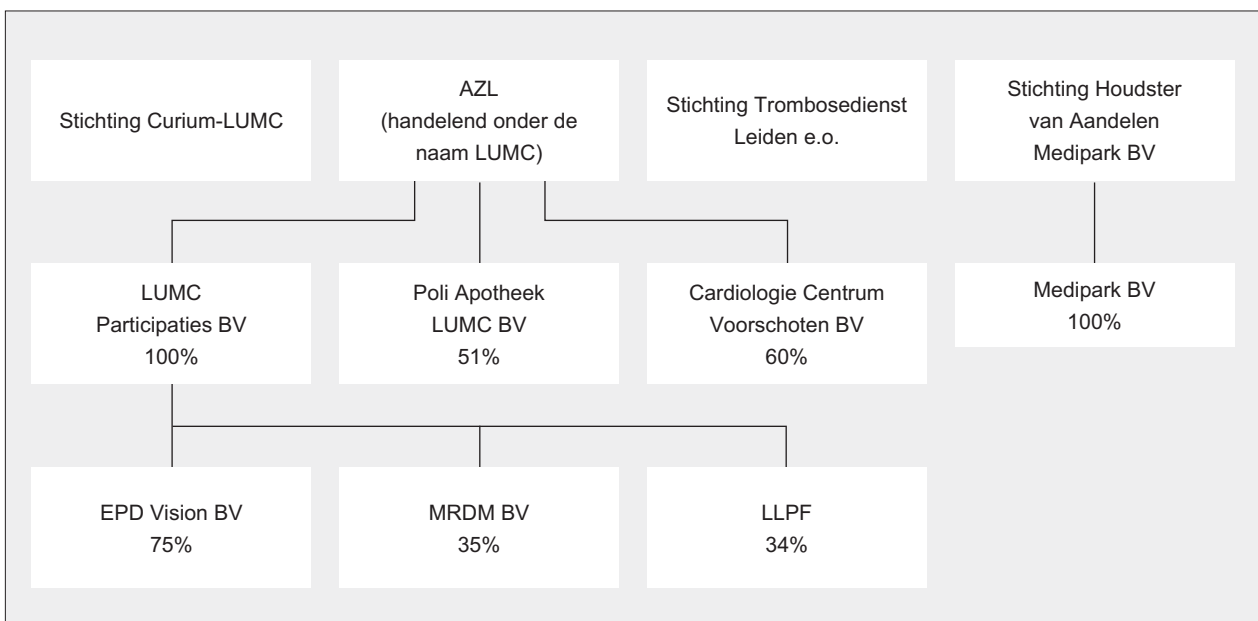 Stichting Curium-LUMC
AZL
(handelend onder de
naam LUMC)
Stichting Trombosedienst
Leiden e.o.
Stichting Houdster
van Aandelen
Medipark BV
LUMC
Participaties BV
100%
Poli Apotheek
LUMC BV
51%
Cardiologie Centrum
Voorschoten BV
60%
Medipark BV
100%
EPD Vision BV
75%
MRDM BV
35%
LLPF
34%